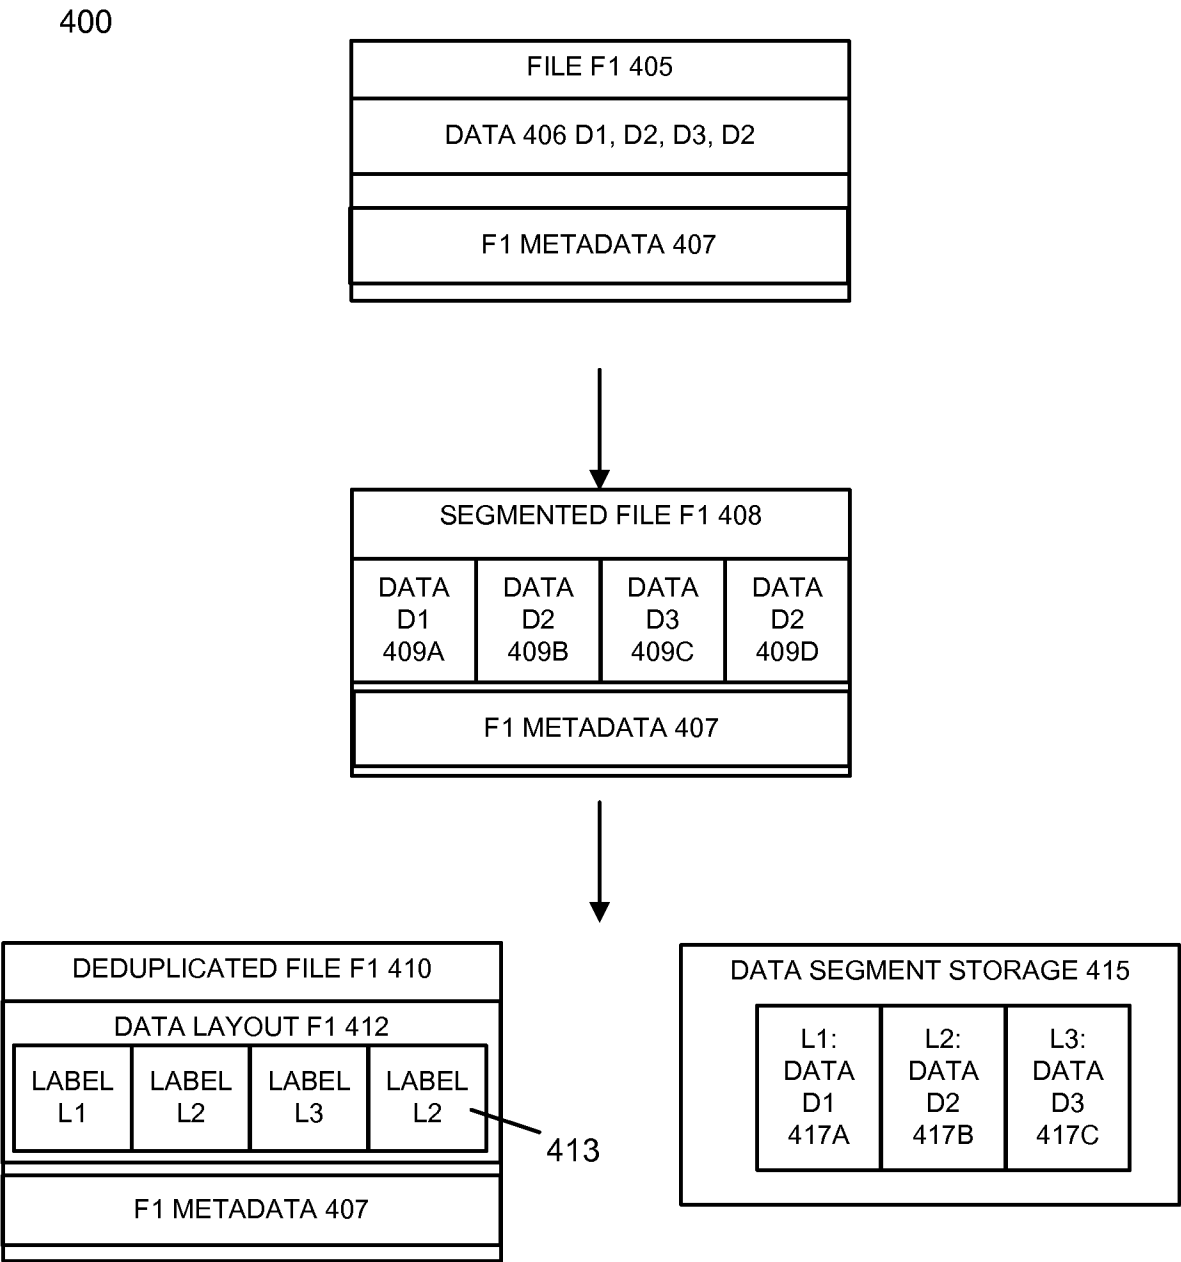 400
FILE F1 405
DATA 406 D1, D2, D3, D2
F1 METADATA 407
SEGMENTED FILE F1 408
DATA D1 409A
DATA D2 409B
DATA D3 409C
DATA D2 409D
F1 METADATA 407
DEDUPLICATED FILE F1 410
DATA LAYOUT F1 412
LABEL L1
LABEL L2
LABEL L3
LABEL L2
413
F1 METADATA 407
DATA SEGMENT STORAGE 415
L1: DATA D1 417A
L2: DATA D2 417B
L3: DATA D3 417C